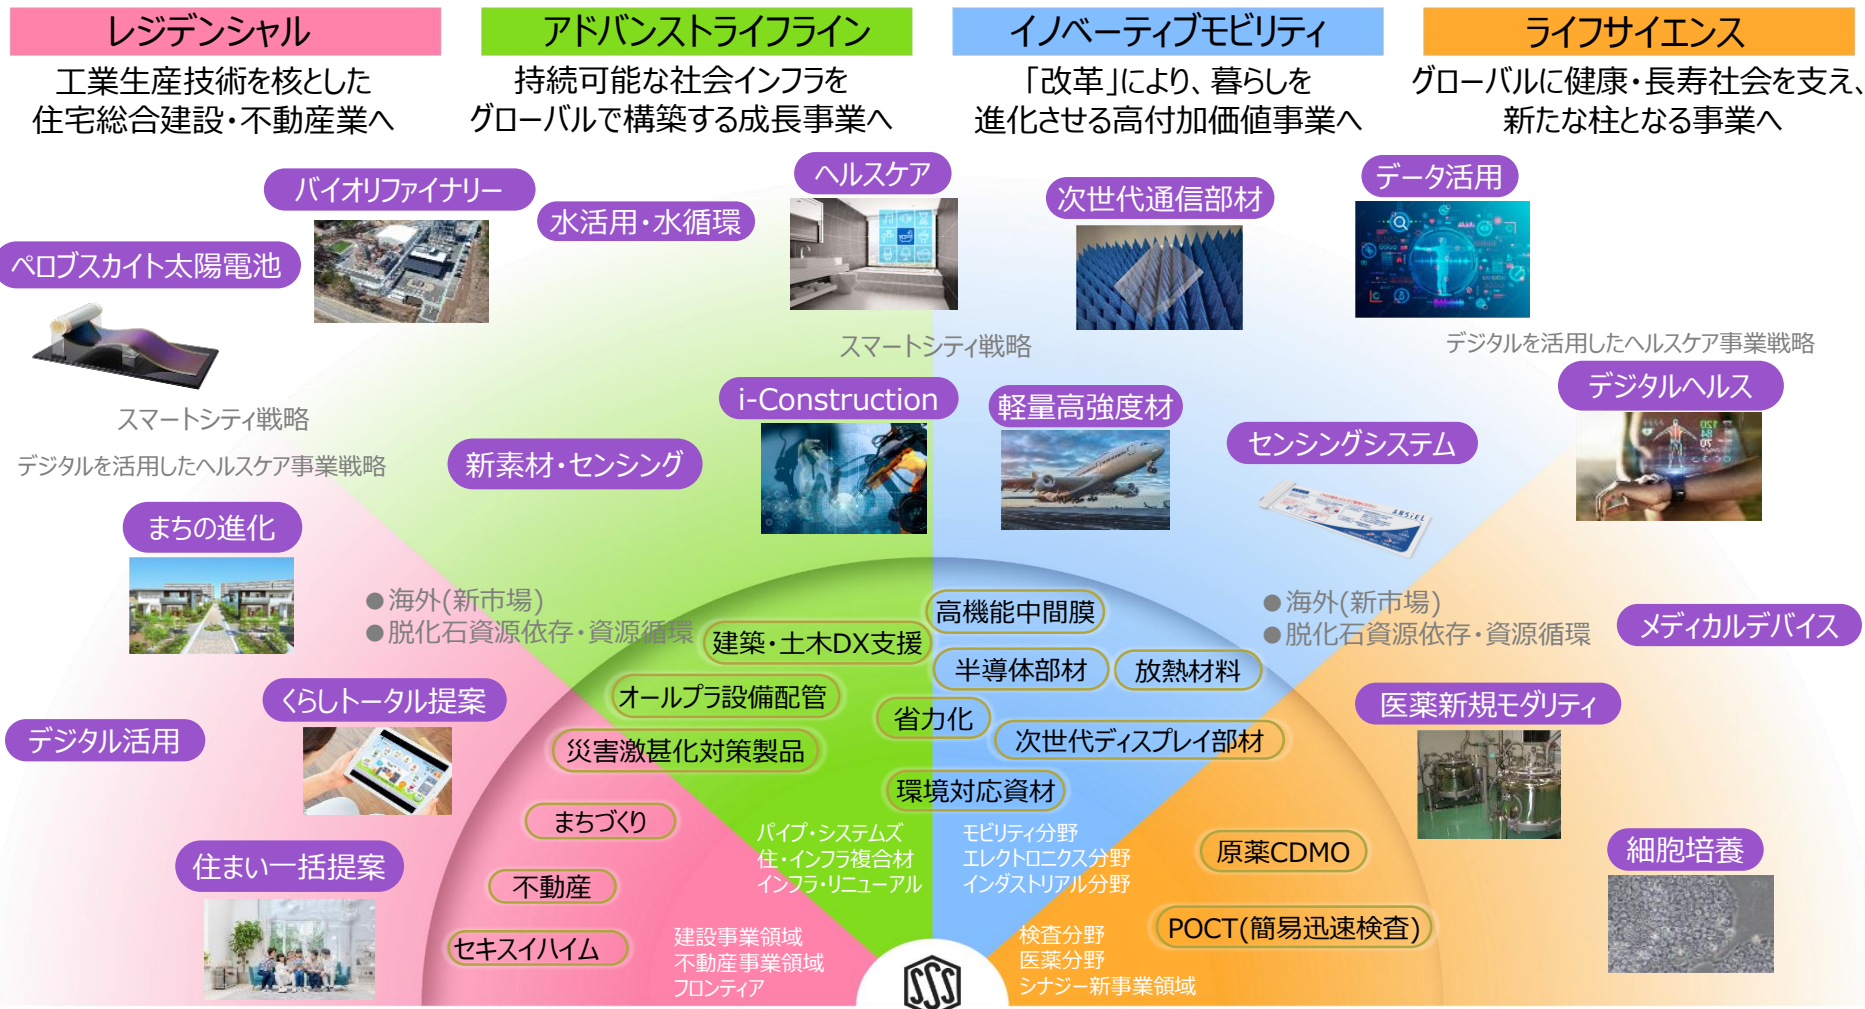 レジデンシャル
工業生産技術を核とした
住宅総合建設・不動産業へ
アドバンストライフライン
持続可能な社会インフラを
グローバルで構築する成長事業へ
イノベーティブモビリティ
「改革」により、暮らしを
進化させる高付加価値事業へ
ライフサイエンス
グローバルに健康・長寿社会を支え、
新たな柱となる事業へ
バイオリファイナリー
水活用・水循環
ヘルスケア
次世代通信部材
データ活用
ペロブスカイト太陽電池
スマートシティ戦略
デジタルを活用したヘルスケア事業戦略
デジタルヘルス
i-Construction
軽量高強度材
スマートシティ戦略
デジタルを活用したヘルスケア事業戦略
新素材・センシング
センシングシステム
ANSIEL
まちの進化
●海外(新市場)
●脱化石資源依存・資源循環
●海外(新市場)
●脱化石資源依存・資源循環
高機能中間膜
建築・土木DX支援
メディカルデバイス
半導体部材
放熱材料
くらしトータル提案
オールプラ設備配管
省力化
医薬新規モダリティ
デジタル活用
災害激甚化対策製品
次世代ディスプレイ部材
環境対応資材
まちづくり
パイプ・システムズ
住・インフラ複合材
インフラ・リニューアル
モビリティ分野
エレクトロニクス分野
インダストリアル分野
原薬CDMO
細胞培養
住まい一括提案
不動産
セキスイハイム
建設事業領域
不動産事業領域
フロンティア
検査分野
医薬分野
シナジー新事業領域
POCT(簡易迅速検査)
SSS